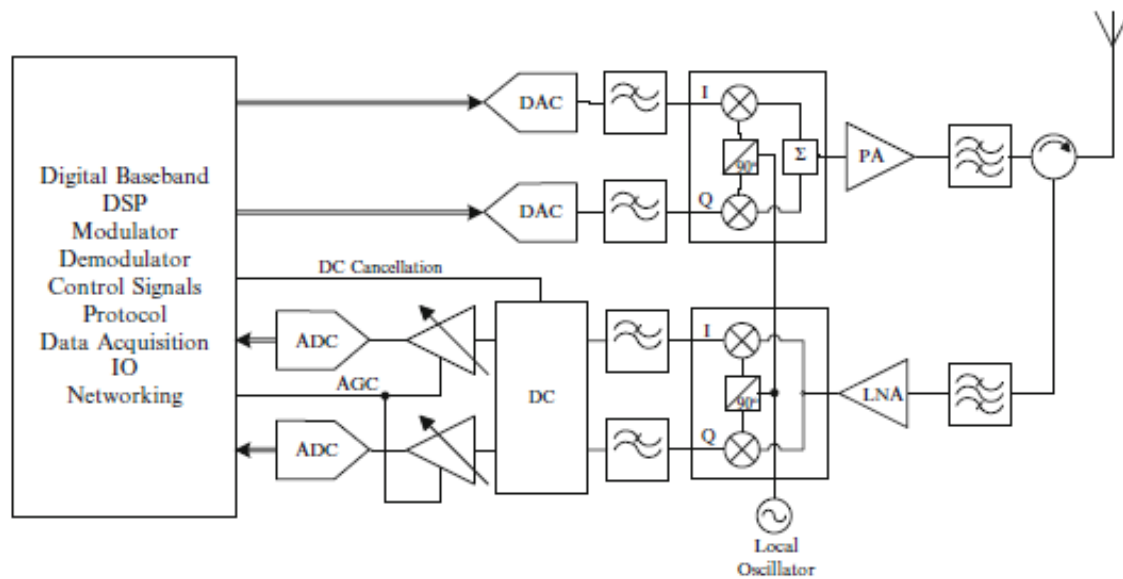 Digital Baseband
DSP
Modulator
Demodulator
Control Signals
Protocol
Data Acquisition
IO
Networking
DAC
I
90°
Σ
PA
DAC
Q
DC Cancellation
ADC
AGC
ADC
DC
I
90°
Q
LNA
Local
Oscillator